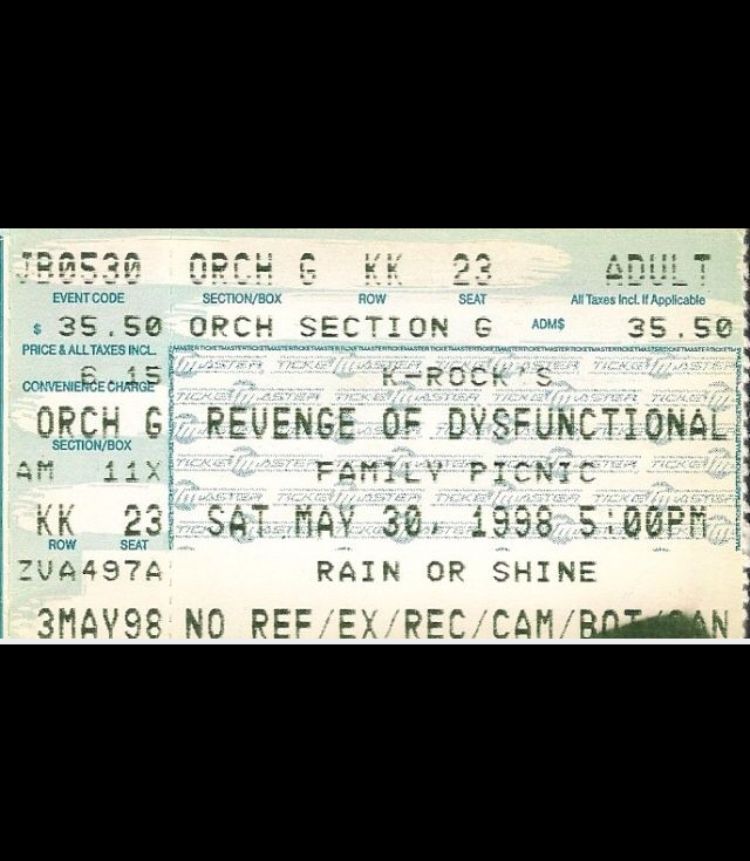 JB0530 ORCH G KK 23 ADULT
EVENT CODE SECTION/BOX ROW SEAT All Taxes Incl. If Applicable
$ 35.50 ORCH SECTION G ADM$ 35.50
PRICE & ALL TAXES INCL.
6.15 K-ROCK'S
CONVENIENCE CHARGE
ORCH G REVENGE OF DYSFUNCTIONAL
SECTION/BOX
AM 11X FAMILY PICNIC
KK 23 SAT MAY 30, 1998 5:00PM
ROW SEAT
ZVA497A RAIN OR SHINE
3MAY98 NO REF/EX/REC/CAM/BOT/CAN